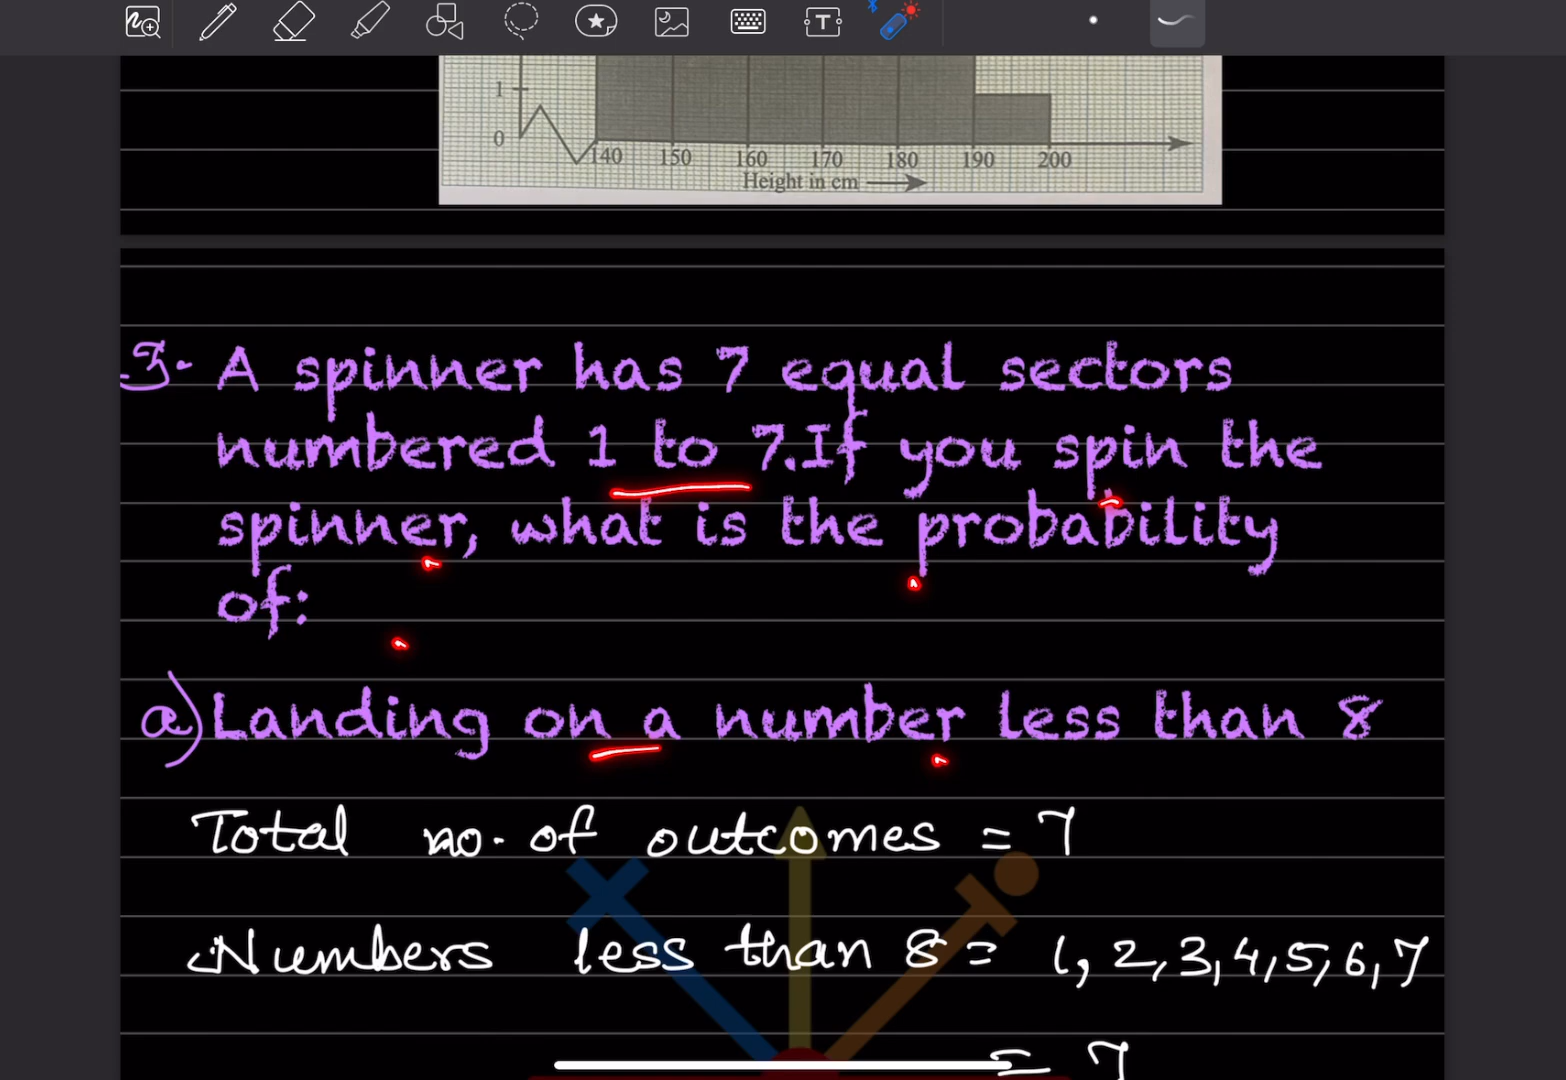 1
0
140 150 160 170 180 190 200
Height in cm
3. A spinner has 7 equal sectors
numbered 1 to 7. If you spin the
spinner, what is the probability
of:
a) Landing on a number less than 8
Total no. of outcomes = 7
Numbers less than 8 = 1, 2, 3, 4, 5, 6, 7
= 7